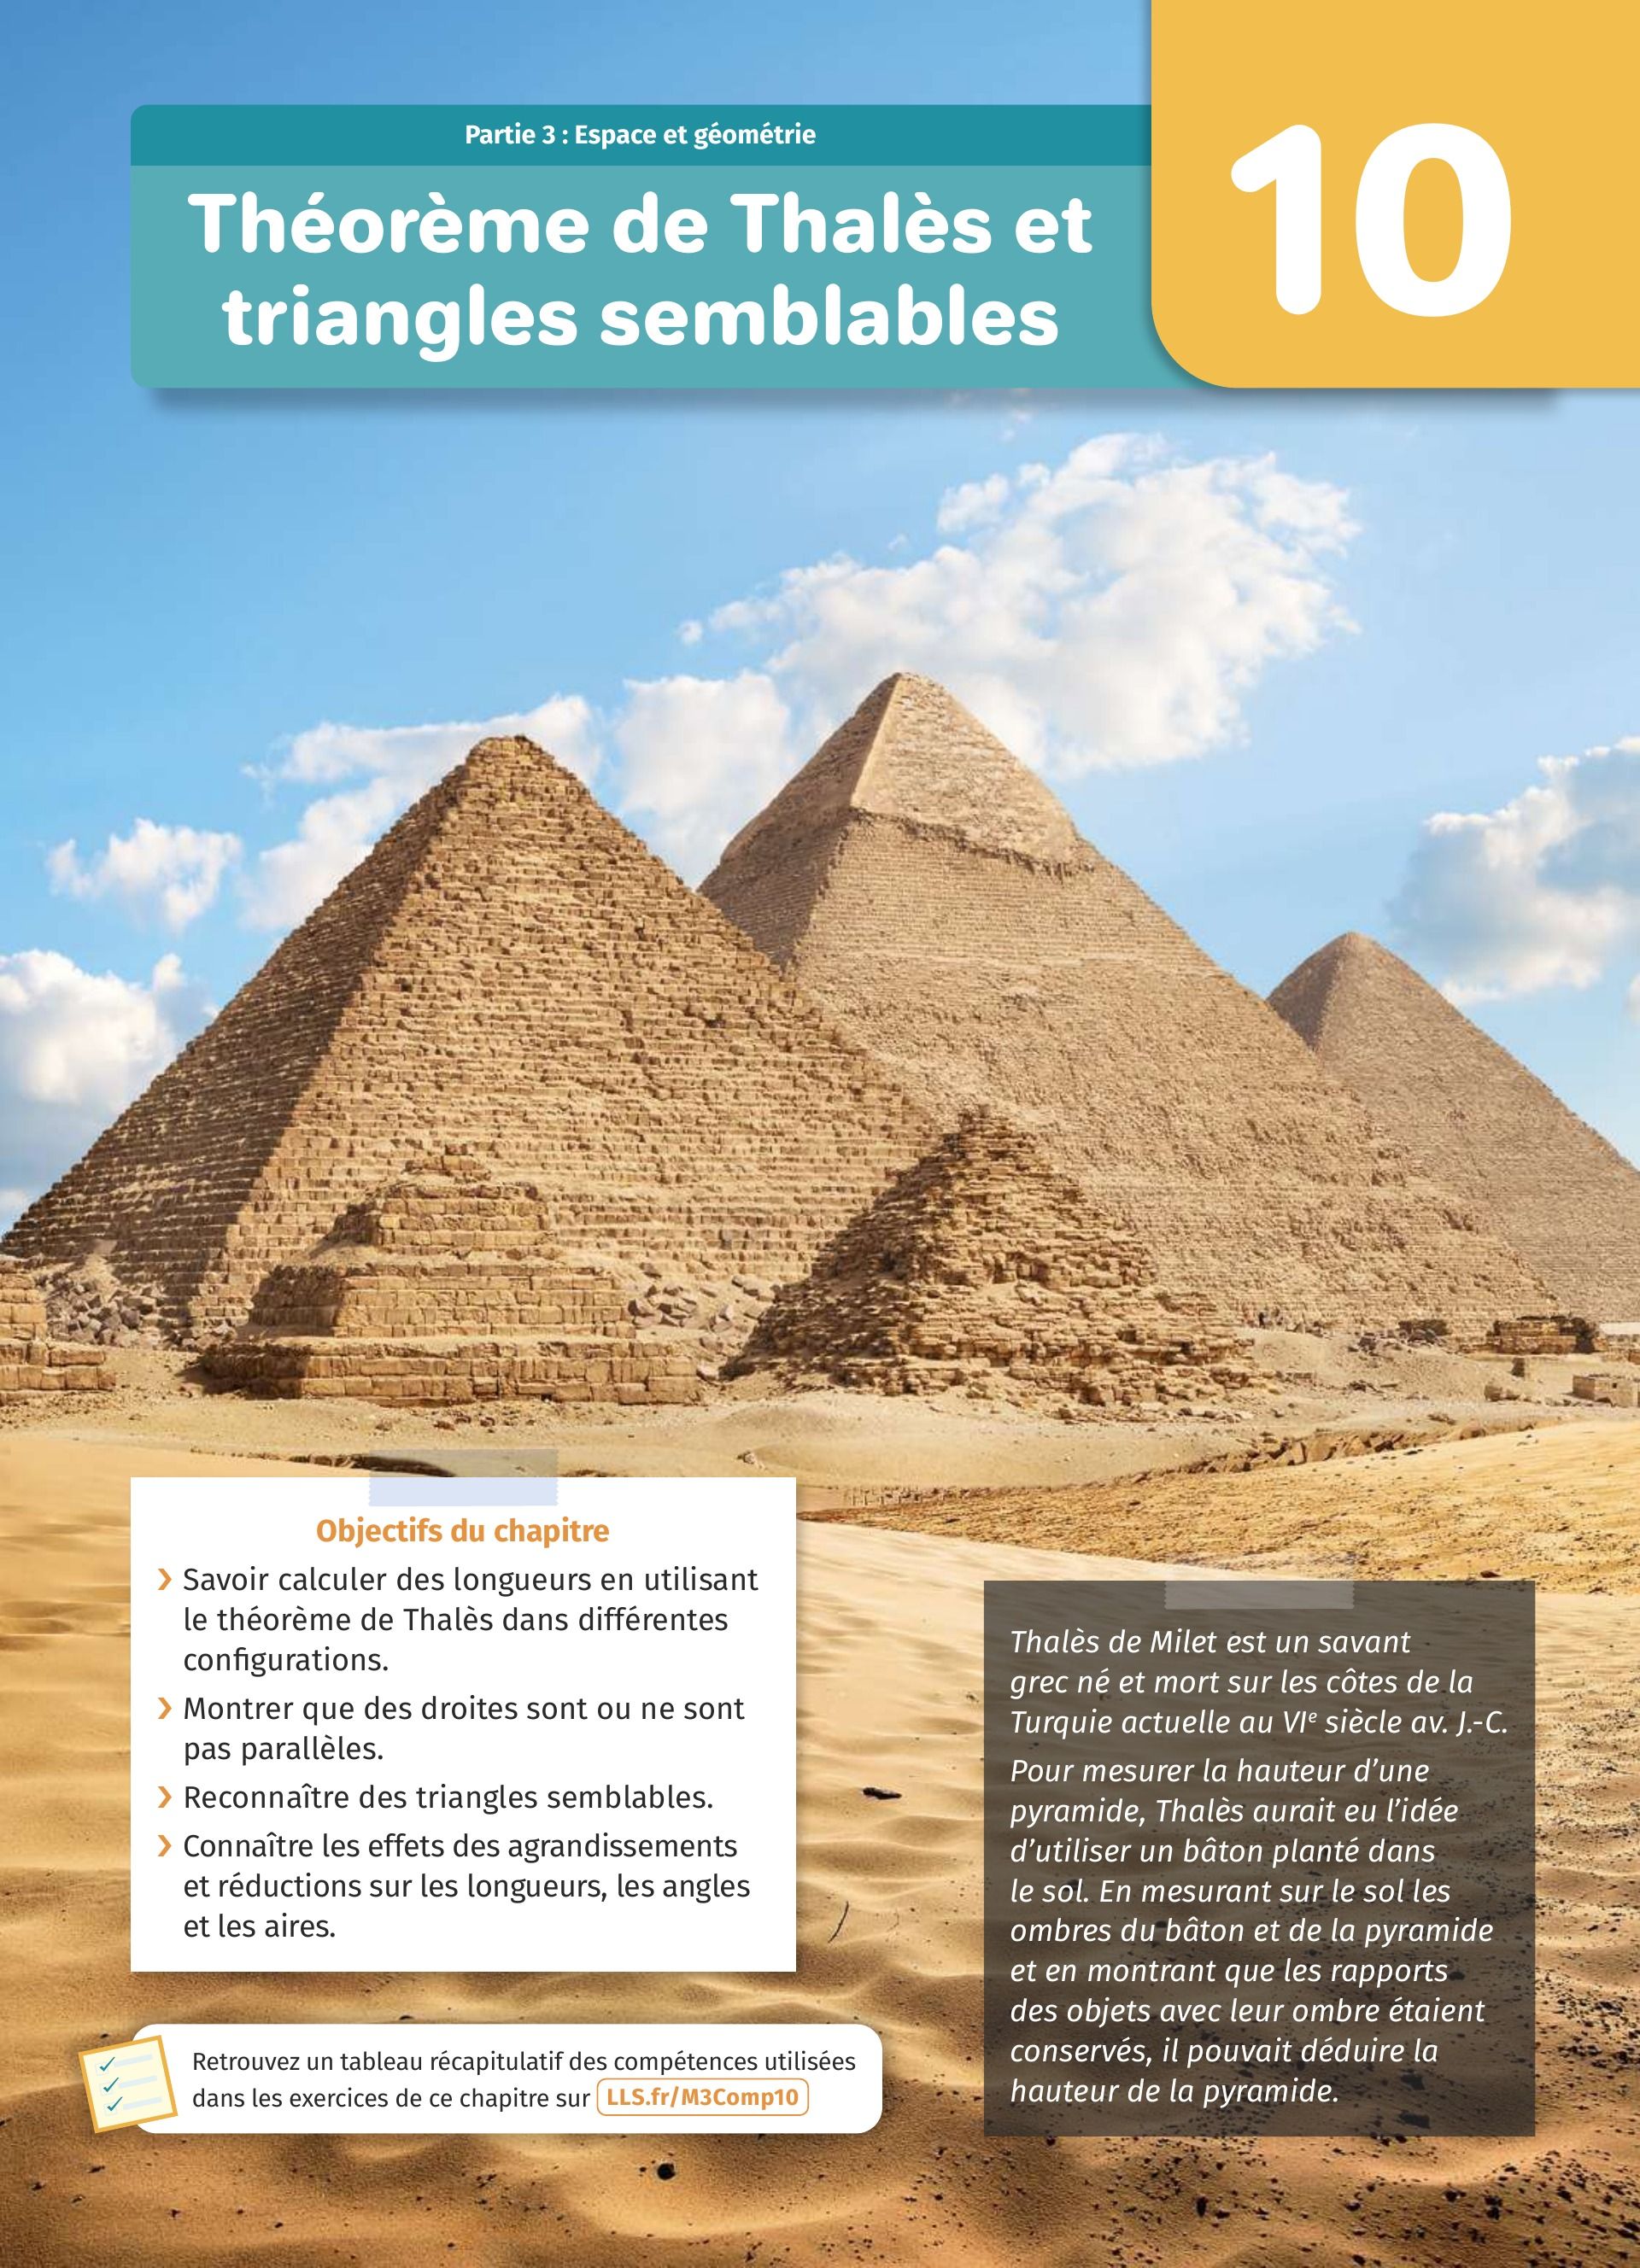 Partie 3 : Espace et géométrie
Théorème de Thalès et
triangles semblables
10
Objectifs du chapitre
› Savoir calculer des longueurs en utilisant
le théorème de Thalès dans différentes
configurations.
› Montrer que des droites sont ou ne sont
pas parallèles.
› Reconnaître des triangles semblables.
› Connaître les effets des agrandissements
et réductions sur les longueurs, les angles
et les aires.
Retrouvez un tableau récapitulatif des compétences utilisées
dans les exercices de ce chapitre sur LLS.fr/M3Comp10
Thalès de Milet est un savant
grec né et mort sur les côtes de la
Turquie actuelle au VIe siècle av. J.-C.
Pour mesurer la hauteur d’une
pyramide, Thalès aurait eu l’idée
d’utiliser un bâton planté dans
le sol. En mesurant sur le sol les
ombres du bâton et de la pyramide
et en montrant que les rapports
des objets avec leur ombre étaient
conservés, il pouvait déduire la
hauteur de la pyramide.